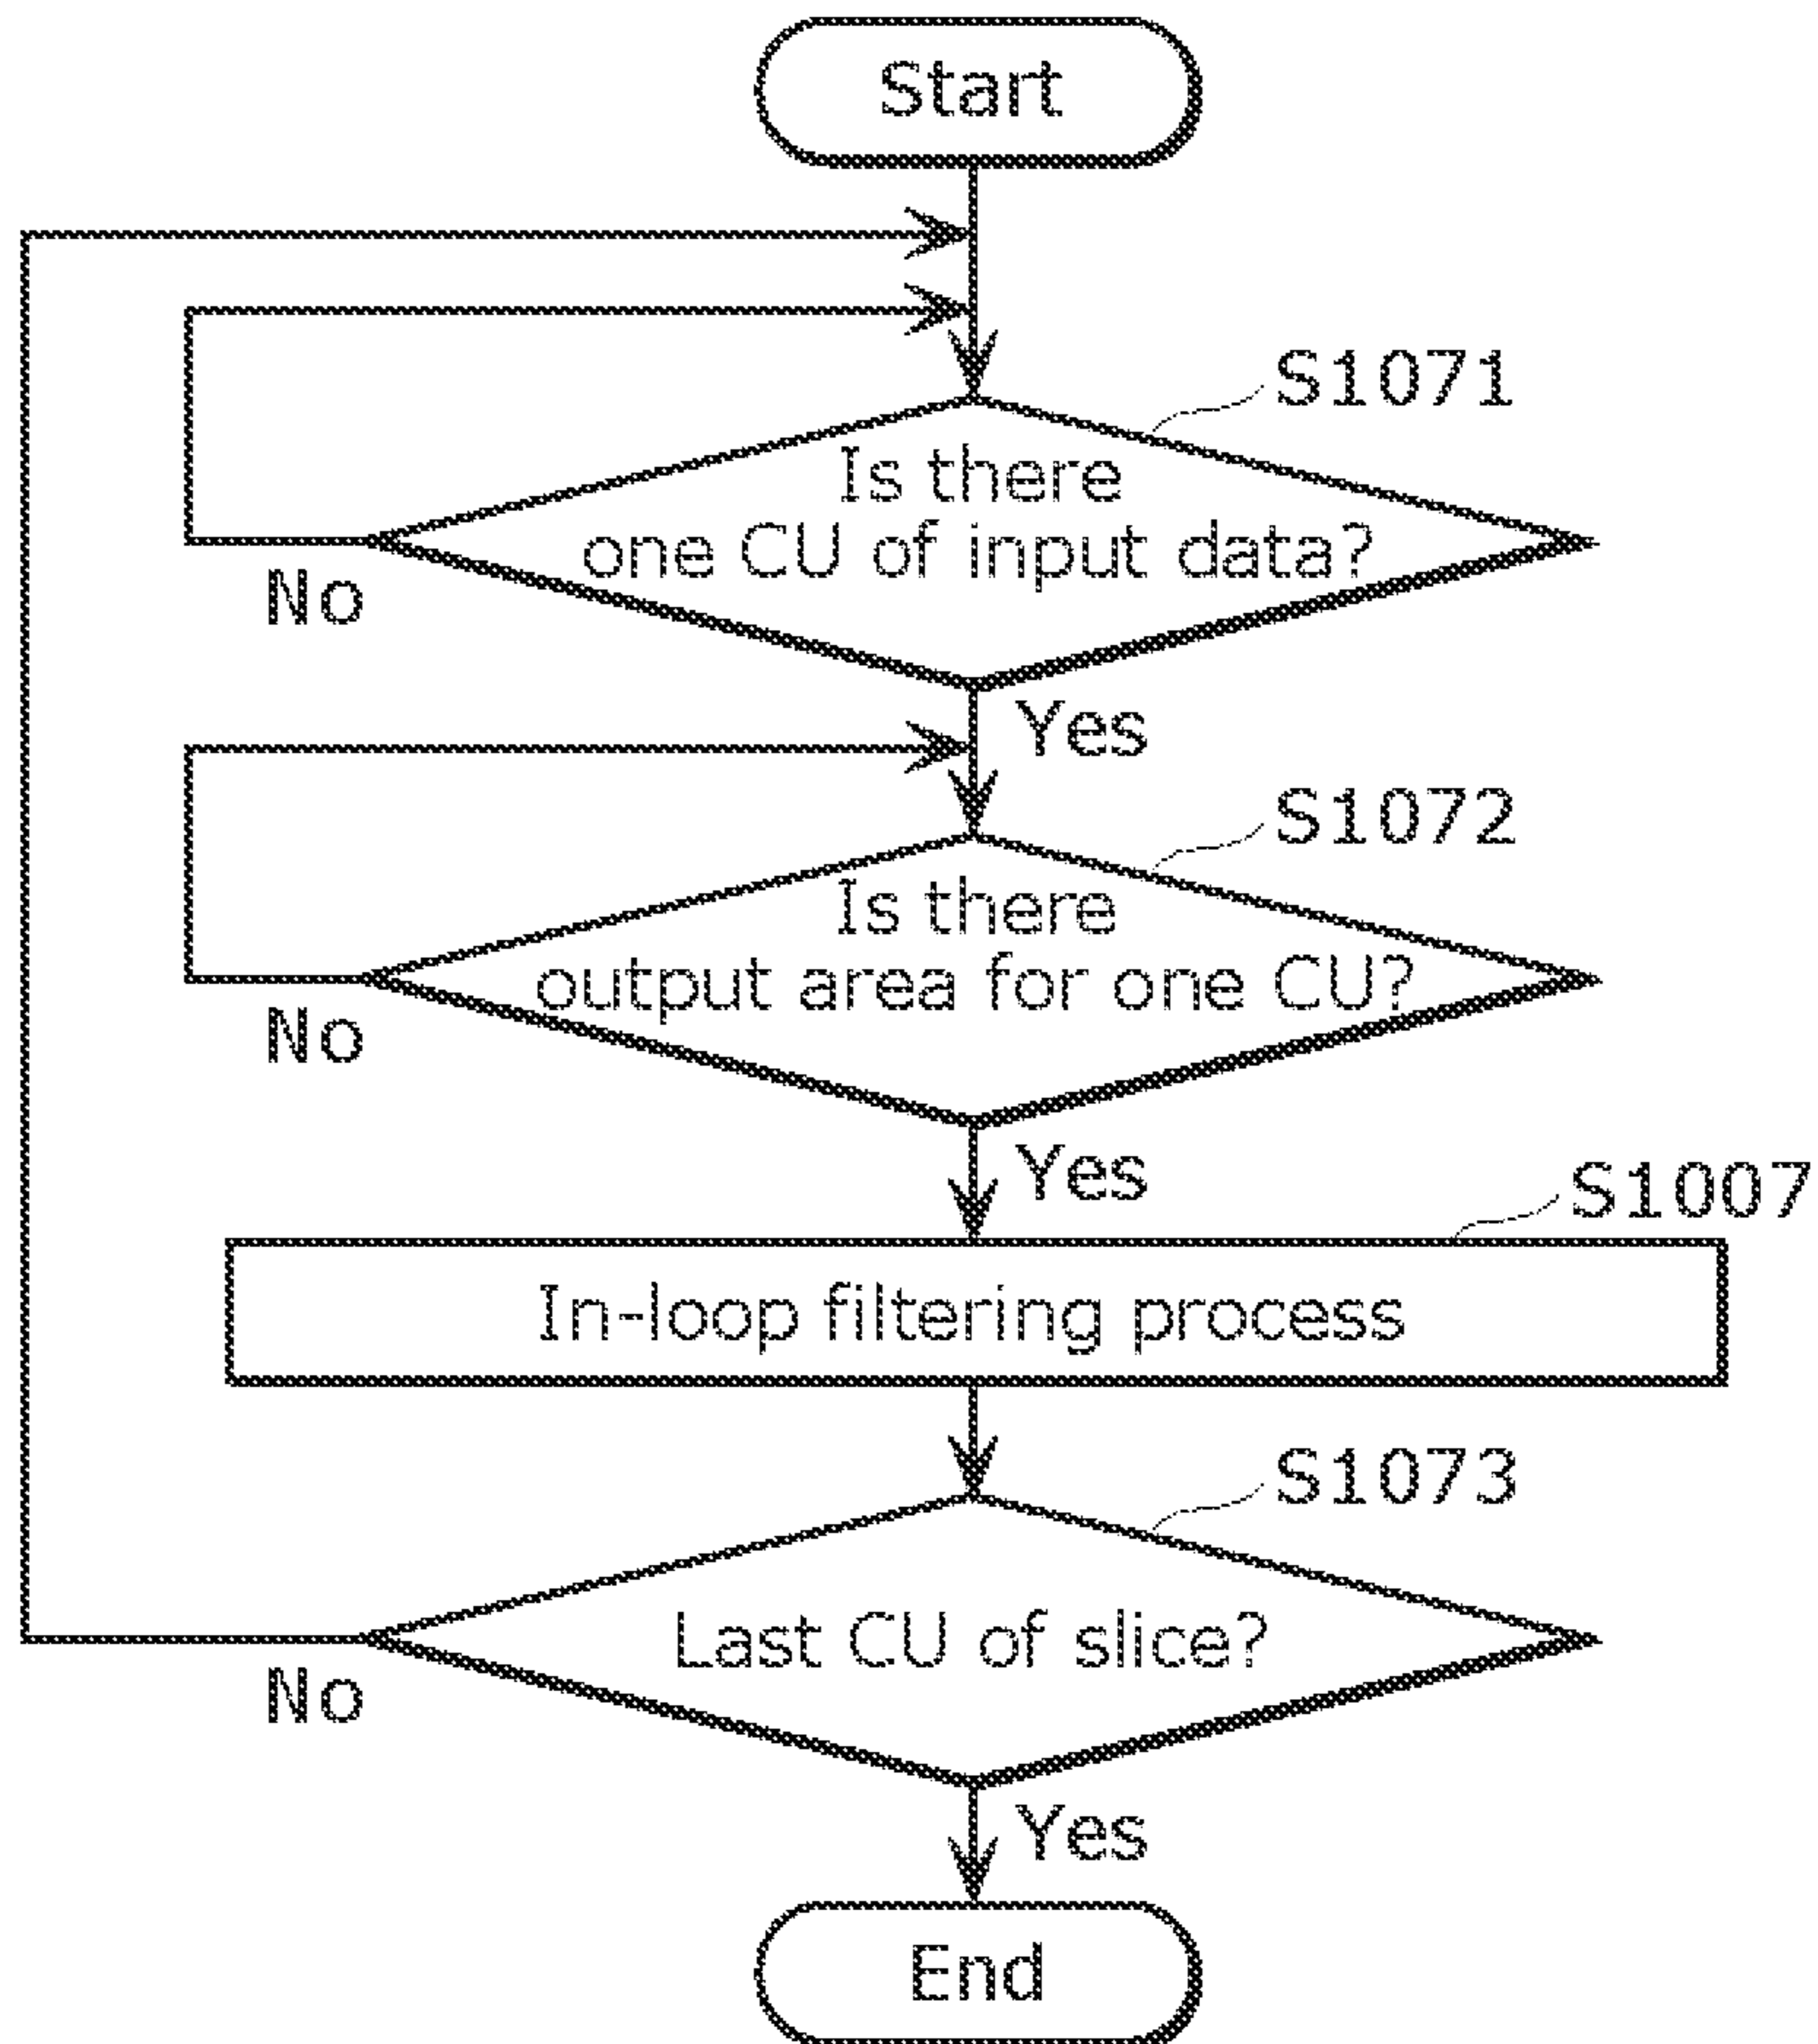 Start
S1071
Is there
one CU of input data?
No
Yes
S1072
Is there
output area for one CU?
No
Yes
S1007
In-loop filtering process
S1073
Last CU of slice?
No
Yes
End